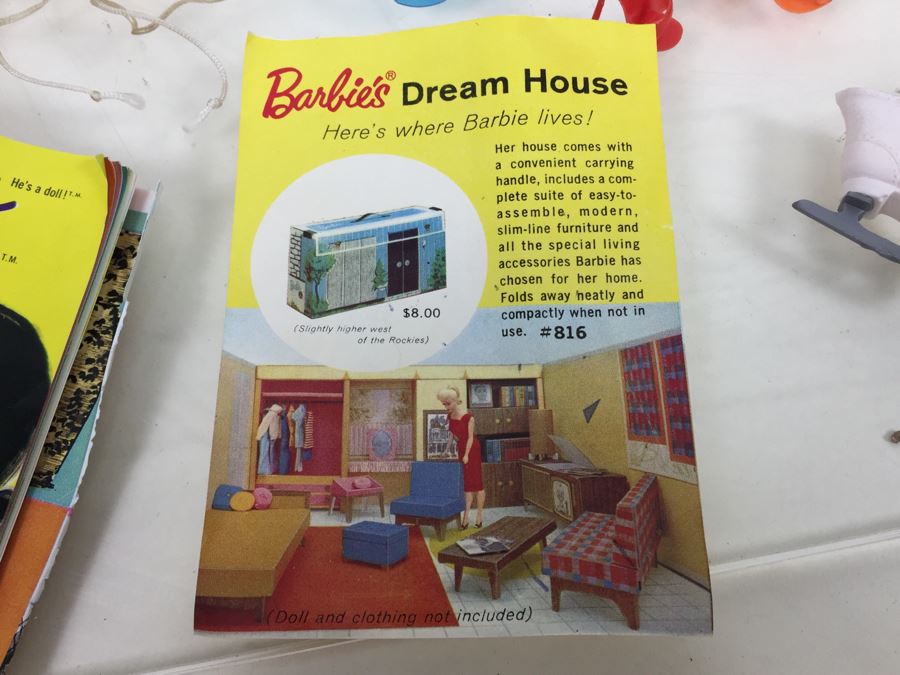 Barbie's® Dream House
Here's where Barbie lives!
Her house comes with
a convenient carrying
handle, includes a com-
plete suite of easy-to-
assemble, modern,
slim-line furniture and
all the special living
accessories Barbie has
chosen for her home.
Folds away neatly and
compactly when not in
use. #816
$8.00
(Slightly higher west
of the Rockies)
(Doll and clothing not included)
He's a doll! T.M.
T.M.